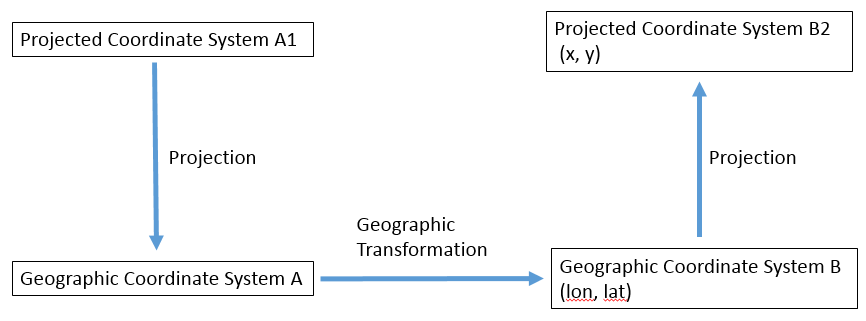 Projected Coordinate System A1
Projected Coordinate System B2
(x, y)
Projection
Projection
Geographic
Transformation
Geographic Coordinate System A
Geographic Coordinate System B
(lon, lat)